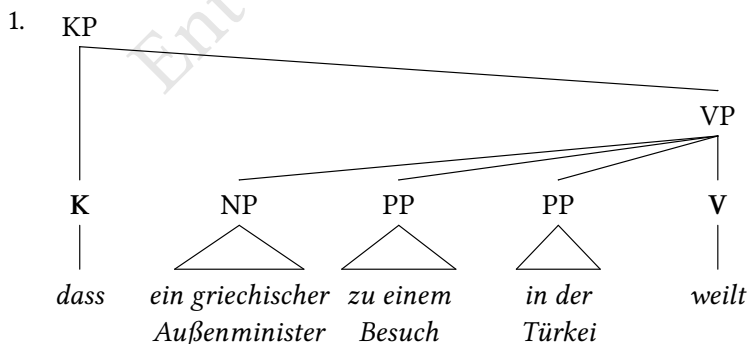 1. KP
VP
K NP PP PP V
dass ein griechischer zu einem in der weilt
Außenminister Besuch Türkei